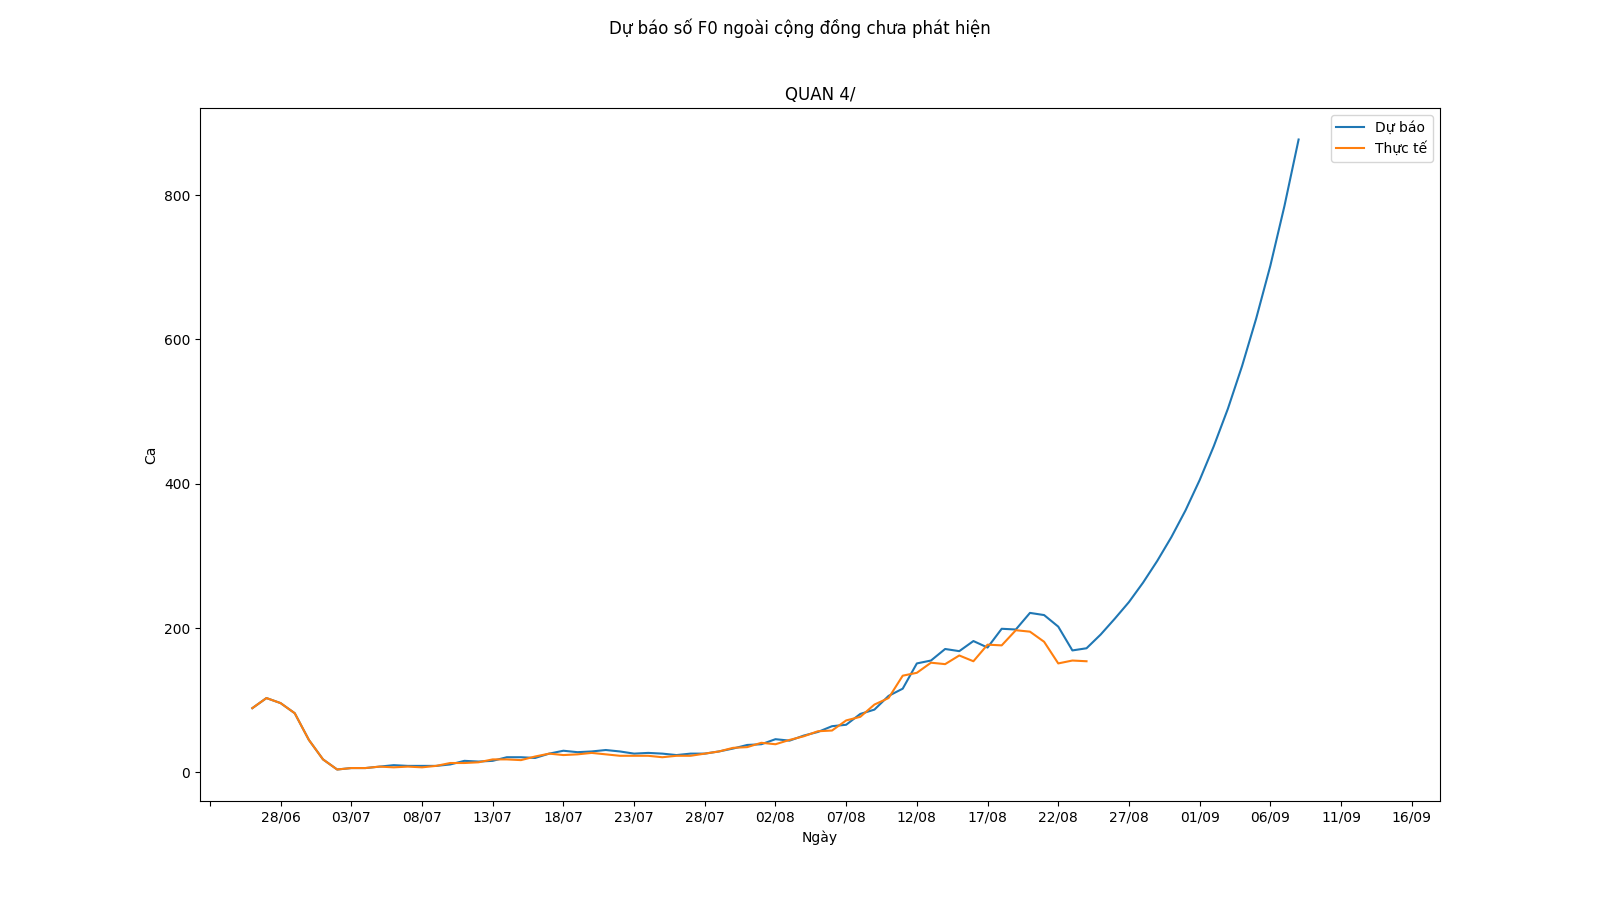 Dự báo số F0 ngoài cộng đồng chưa phát hiện
QUAN 4/
Dự báo
Thực tế
800
600
400
200
0
Ca
28/06 03/07 08/07 13/07 18/07 23/07 28/07 02/08 07/08 12/08 17/08 22/08 27/08 01/09 06/09 11/09 16/09
Ngày